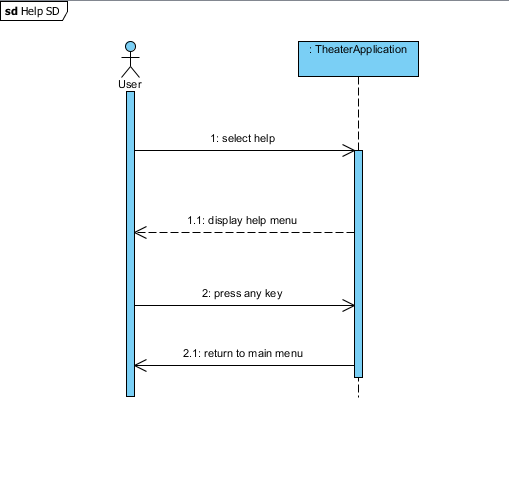 sd Help SD
: TheaterApplication
User
1: select help
1.1: display help menu
2: press any key
2.1: return to main menu